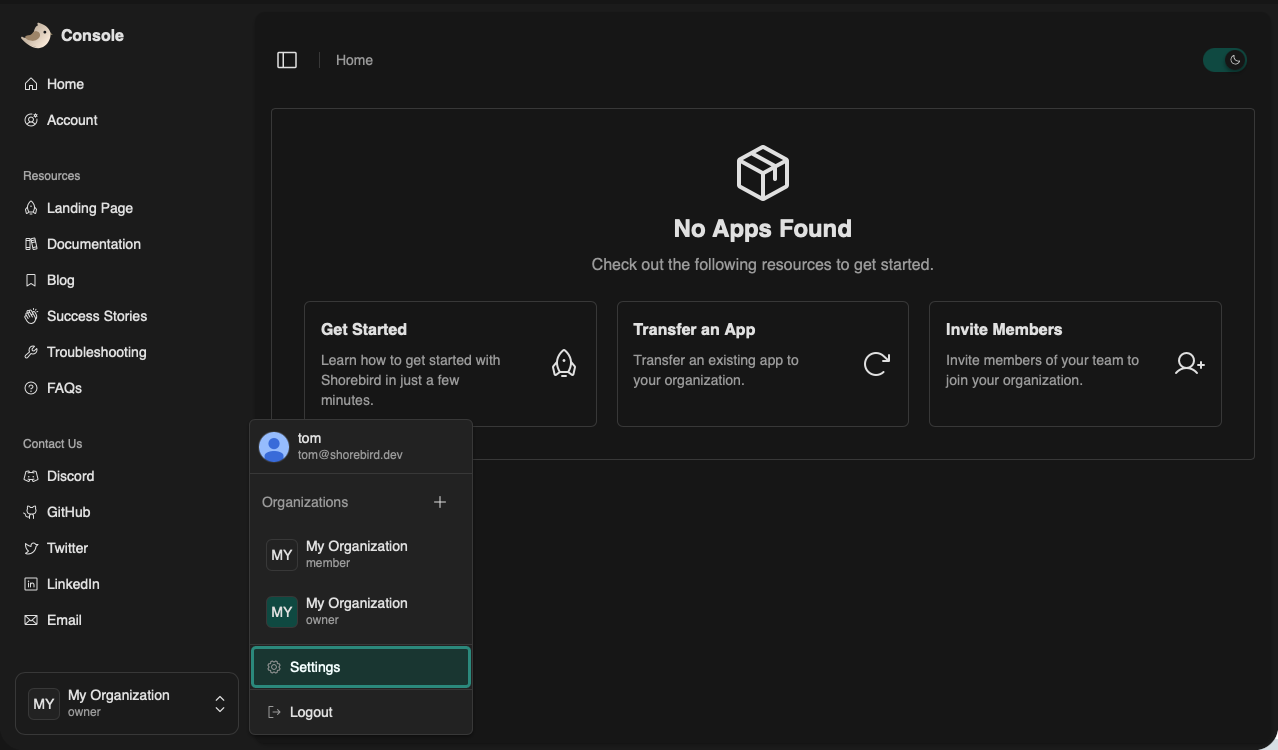 Console
Home
Account
Resources
Landing Page
Documentation
Blog
Success Stories
Troubleshooting
FAQs
Contact Us
Discord
GitHub
Twitter
LinkedIn
Email
MY
My Organization
owner
Home
No Apps Found
Check out the following resources to get started.
Get Started
Learn how to get started with
Shorebird in just a few
minutes.
Transfer an App
Transfer an existing app to
your organization.
Invite Members
Invite members of your team to
join your organization.
tom
tom@shorebird.dev
Organizations
MY
My Organization
member
MY
My Organization
owner
Settings
Logout